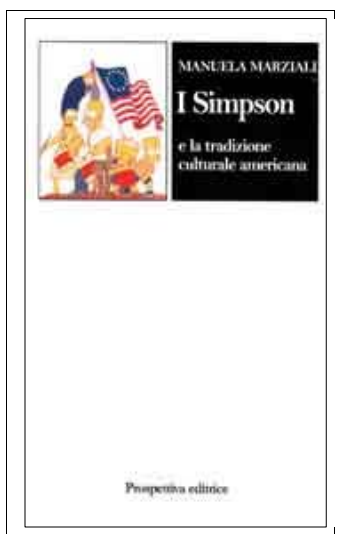 MANUELA MARZIALI
I Simpson
e la tradizione
culturale americana
Prospettiva editrice